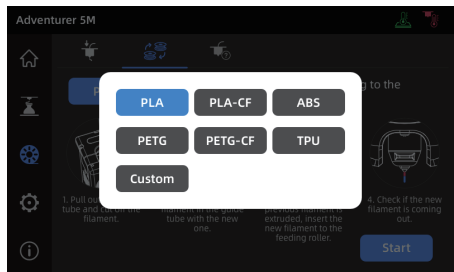 Adventurer 5M
P
g to the
PLA
PLA-CF
ABS
PETG
PETG-CF
TPU
Custom
1. Pull ou
tube and cut off the
filament.
filament in the guide
tube with the new
one.
previous filament is
extruded, insert the
new filament to the
feeding roller.
4. Check if the new
filament is coming
out.
Start